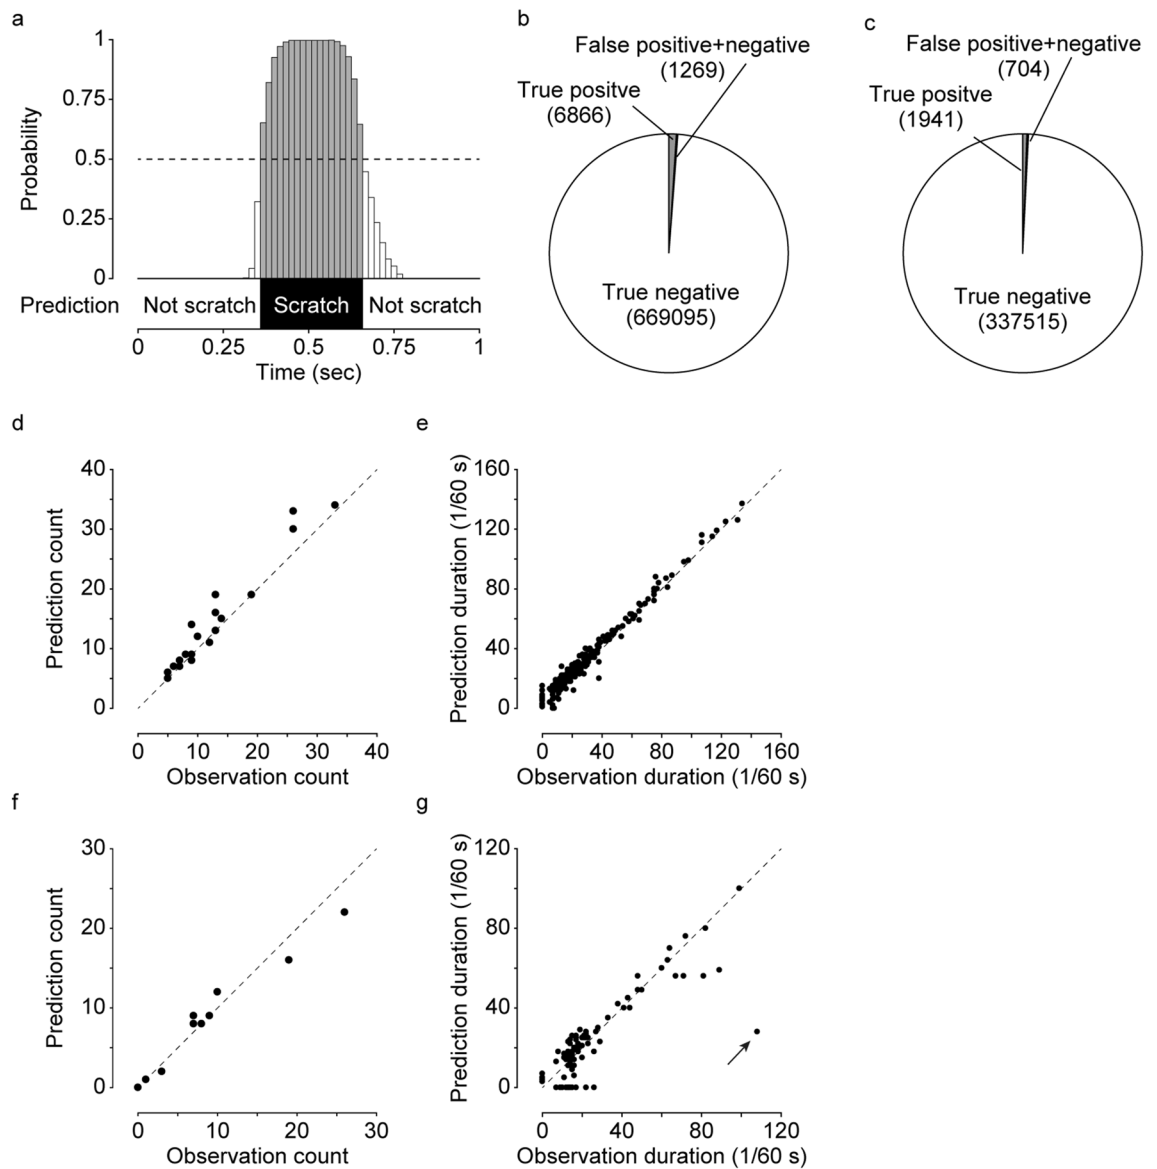 a
1
0.75
0.5
0.25
0
Probability
Prediction
Not scratch
Scratch
Not scratch
0
0.25
0.5
0.75
1
Time (sec)
b
False positive+negative
(1269)
True positve
(6866)
True negative
(669095)
c
False positive+negative
(704)
True positve
(1941)
True negative
(337515)
d
40
30
20
10
0
Prediction count
0
10
20
30
40
Observation count
e
160
120
80
40
0
Prediction duration (1/60 s)
0
40
80
120
160
Observation duration (1/60 s)
f
30
20
10
0
Prediction count
0
10
20
30
Observation count
g
120
80
40
0
Prediction duration (1/60 s)
0
40
80
120
Observation duration (1/60 s)